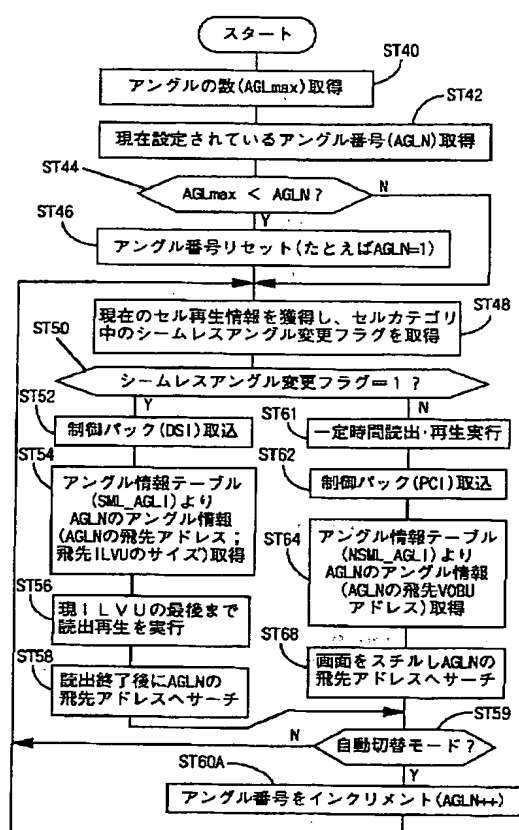 スタート
ST40
アングルの数(AGLmax)取得
ST42
現在設定されているアングル番号(AGLN)取得
ST44
AGLmax < AGLN ?
N
Y
ST46
アングル番号リセット(たとえばAGLN=1)
現在のセル再生情報を獲得し、セルカテゴリ
中のシームレスアングル変更フラグを取得
ST48
ST50
シームレスアングル変更フラグ=1 ?
Y
N
ST52
制御パック(DSI)取込
ST54
アングル情報テーブル
(SML_AGLI)より
AGLNのアングル情報
(AGLNの飛先アドレス;
飛先ILVUのサイズ)取得
ST56
現ILVUの最後まで
読出再生を実行
ST58
読出終了後にAGLNの
飛先アドレスへサーチ
ST61
一定時間読出・再生実行
ST62
制御パック(PCI)取込
ST64
アングル情報テーブル
(NSML_AGLI)より
AGLNのアングル情報
(AGLNの飛先VOBU
アドレス)取得
ST68
画面をスチルしAGLNの
飛先アドレスへサーチ
ST59
自動切替モード?
N
Y
ST60A
アングル番号をインクリメント(AGLN++)